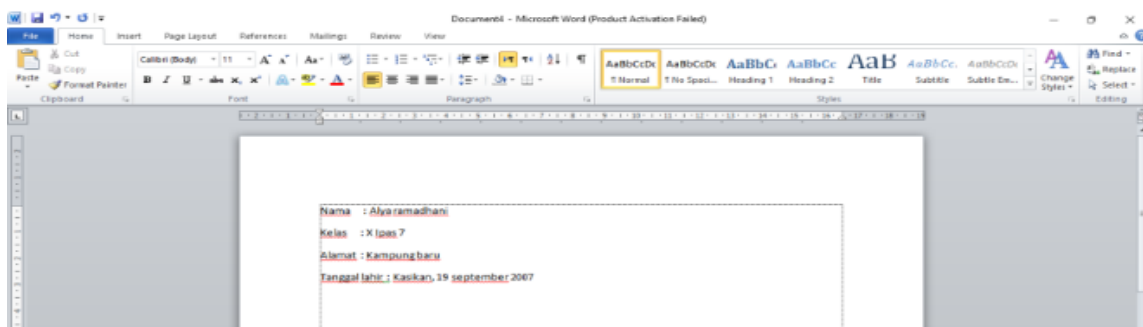 Document6 - Microsoft Word (Product Activation Failed)
File Home Insert Page Layout References Mailings Review View
Cut
Copy
Format Painter
Paste
Calibri (Body) 11
Clipboard Font Paragraph Styles Editing
AaBbCcDc AaBbCcDc AaBbC AaBbCc AaB AaBbCc. AaBbCcDc
¶ Normal ¶ No Spaci... Heading 1 Heading 2 Title Subtitle Subtle Em...
Change Styles
Find
Replace
Select
Nama : Alya ramadhani
Kelas : X Ipas 7
Alamat : Kampung baru
Tanggal lahir : Kasikan, 19 september 2007